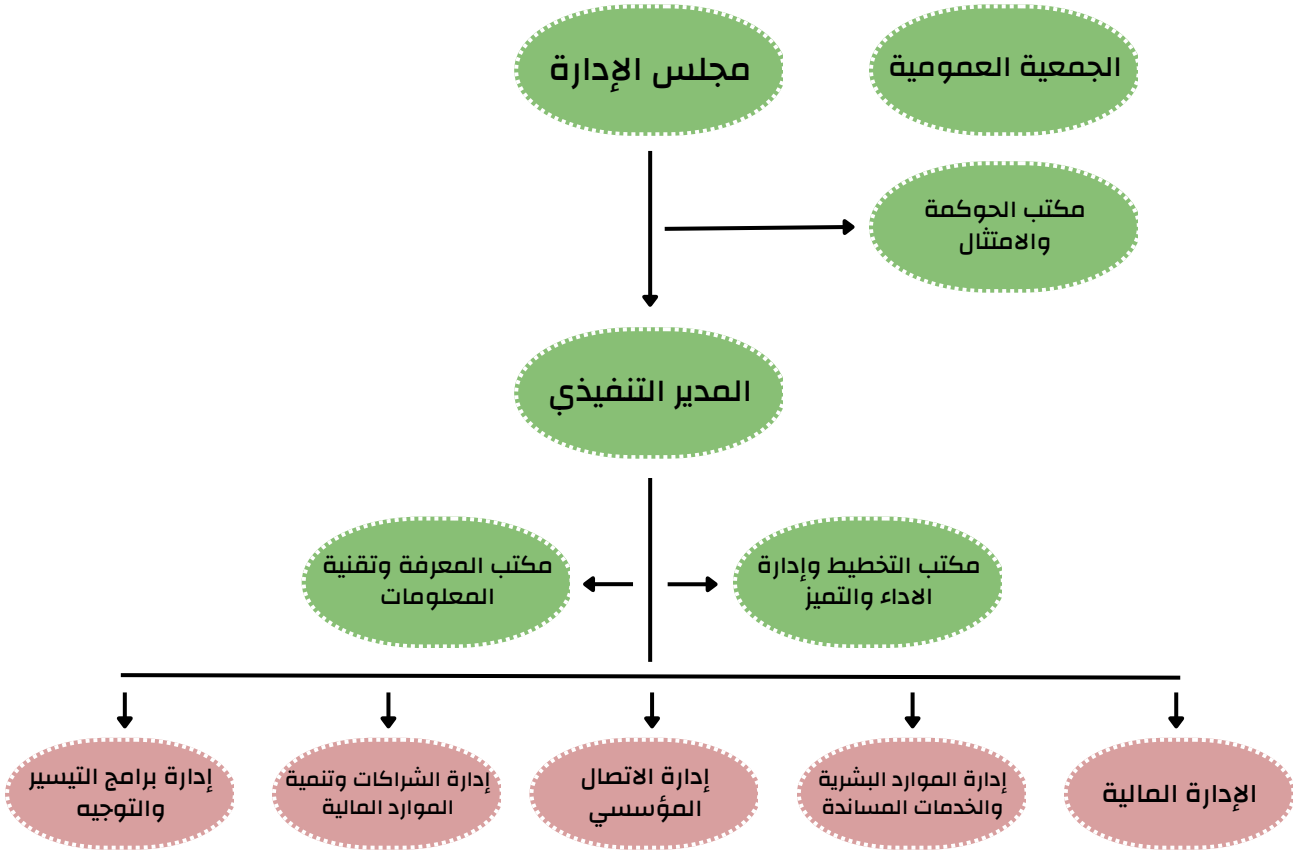 الجمعية العمومية
مجلس الإدارة
مكتب الحوكمة
والامتثال
المدير التنفيذي
مكتب التخطيط وإدارة
الاداء والتميز
مكتب المعرفة وتقنية
المعلومات
الإدارة المالية
إدارة الموارد البشرية
والخدمات المساندة
إدارة الاتصال
المؤسسي
إدارة الشراكات وتنمية
الموارد المالية
إدارة برامج التيسير
والتوجيه